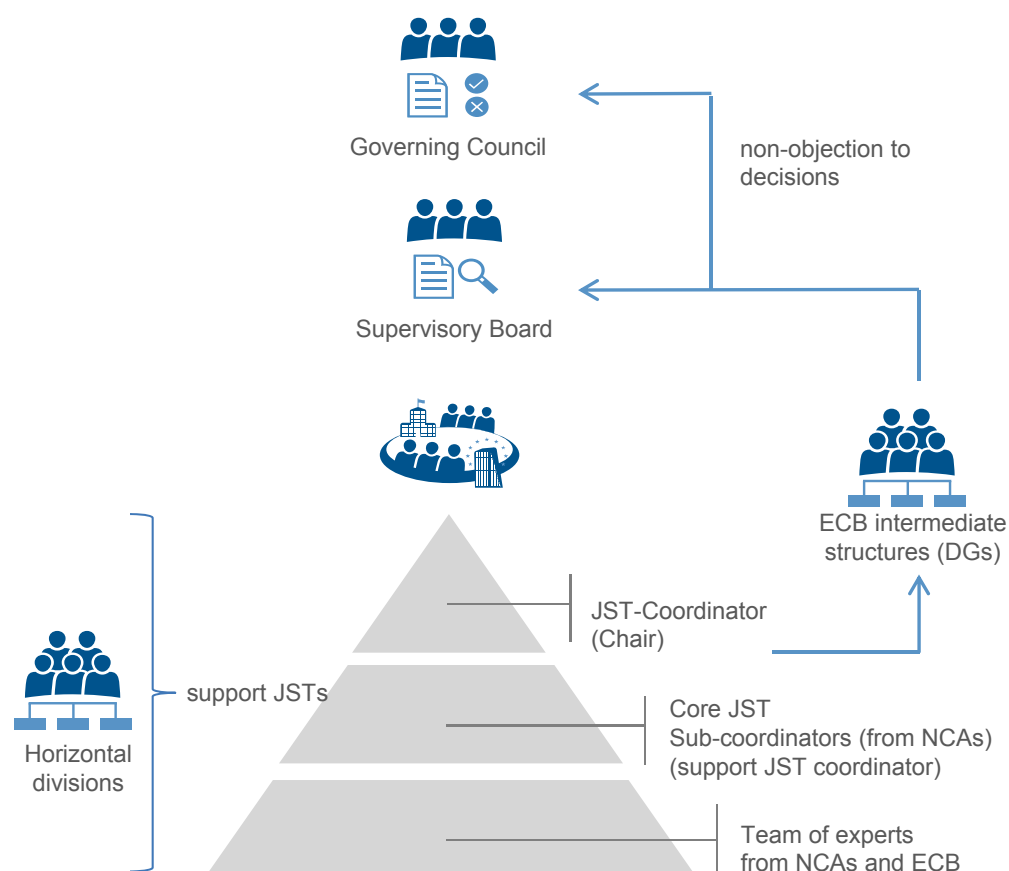 Governing Council
non-objection to
decisions
Supervisory Board
ECB intermediate
structures (DGs)
JST-Coordinator
(Chair)
support JSTs
Core JST
Sub-coordinators (from NCAs)
(support JST coordinator)
Horizontal
divisions
Team of experts
from NCAs and ECB